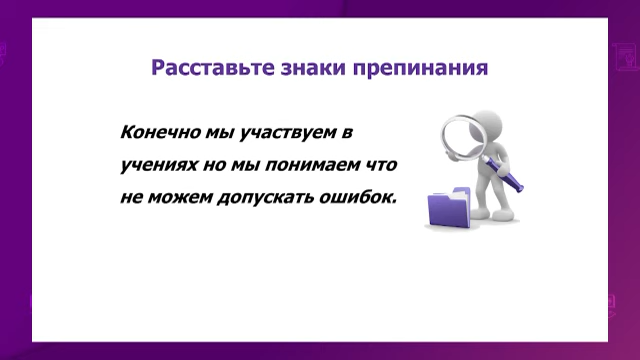 Расставьте знаки препинания
Конечно мы участвуем в
учениях но мы понимаем что
не можем допускать ошибок.